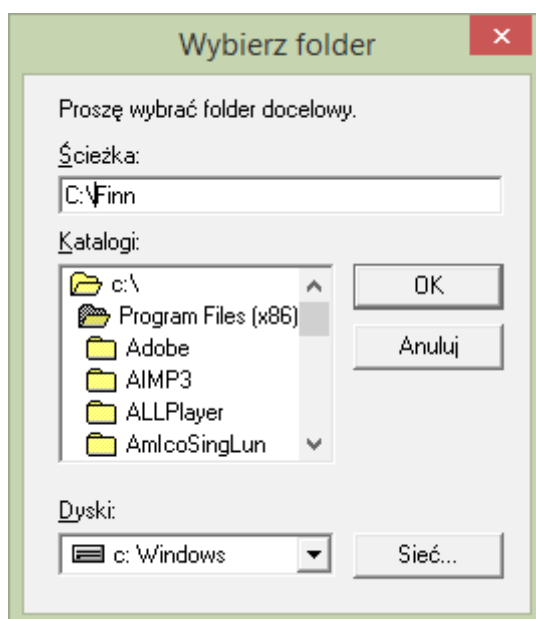 Wybierz folder
Proszę wybrać folder docelowy.
Ścieżka:
C:\Finn
Katalogi:
c:\
Program Files (x86)
Adobe
AIMP3
ALLPlayer
AmIcoSingLun
OK
Anuluj
Dyski:
c: Windows
Sieć...